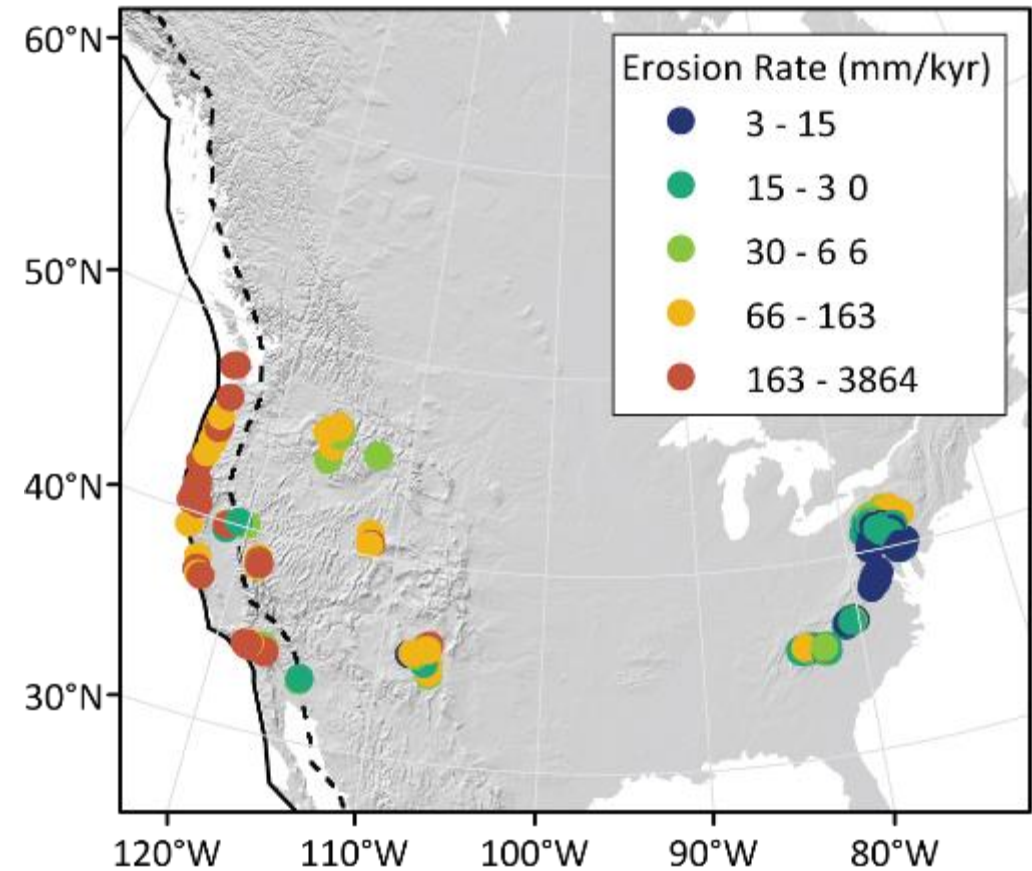 60°N
50°N
40°N
30°N
Erosion Rate (mm/kyr)
3 - 15
15 - 3 0
30 - 6 6
66 - 163
163 - 3864
120°W 110°W 100°W 90°W 80°W